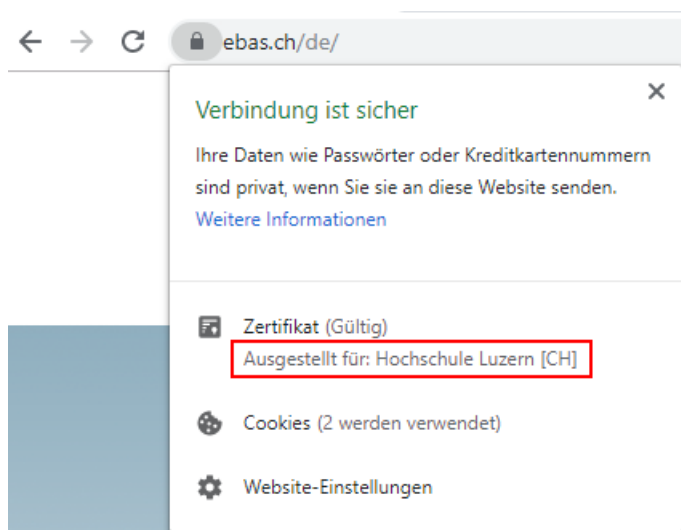 ebas.ch/de/
Verbindung ist sicher
Ihre Daten wie Passwörter oder Kreditkartennummern
sind privat, wenn Sie sie an diese Website senden.
Weitere Informationen
Zertifikat (Gültig)
Ausgestellt für: Hochschule Luzern [CH]
Cookies (2 werden verwendet)
Website-Einstellungen